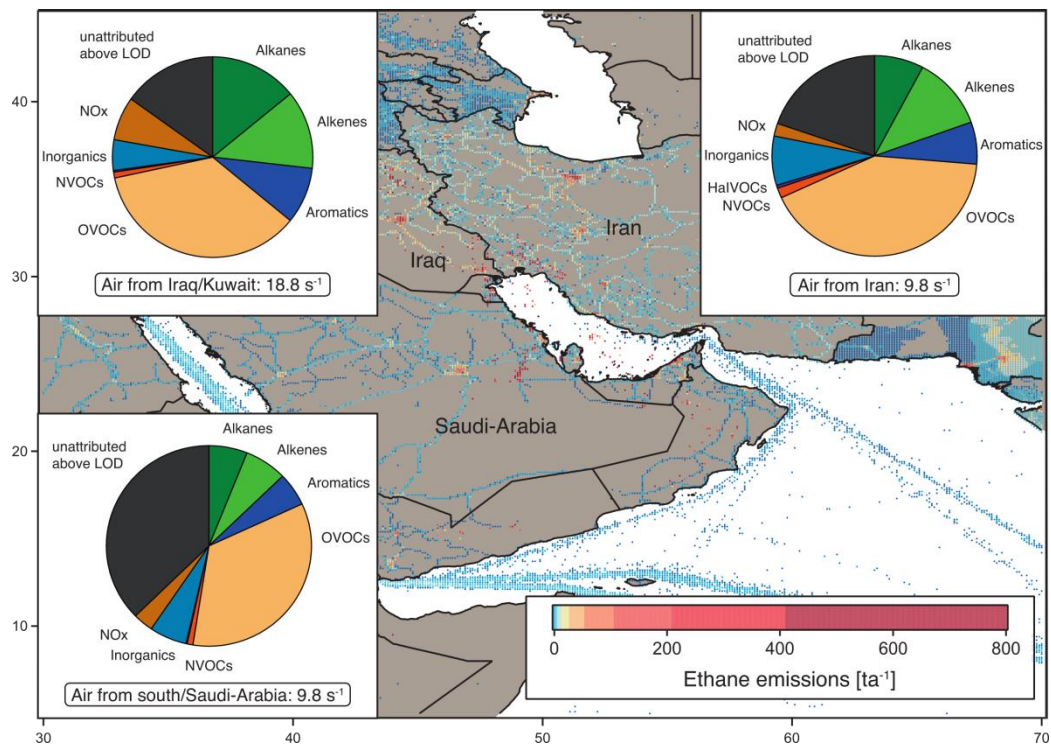 unattributed
above LOD
Alkanes
Alkenes
Aromatics
OVOCs
NVOCs
Inorganics
NOx
Air from Iraq/Kuwait: 18.8 s⁻¹
unattributed
above LOD
Alkanes
Alkenes
Aromatics
OVOCs
NVOCs
HalVOCs
Inorganics
NOx
Air from Iran: 9.8 s⁻¹
unattributed
above LOD
Alkanes
Alkenes
Aromatics
OVOCs
NVOCs
Inorganics
NOx
Air from south/Saudi-Arabia: 9.8 s⁻¹
Iran
Iraq
Saudi-Arabia
0 200 400 600 800
Ethane emissions [ta⁻¹]
40
30
20
10
30 40 50 60 70